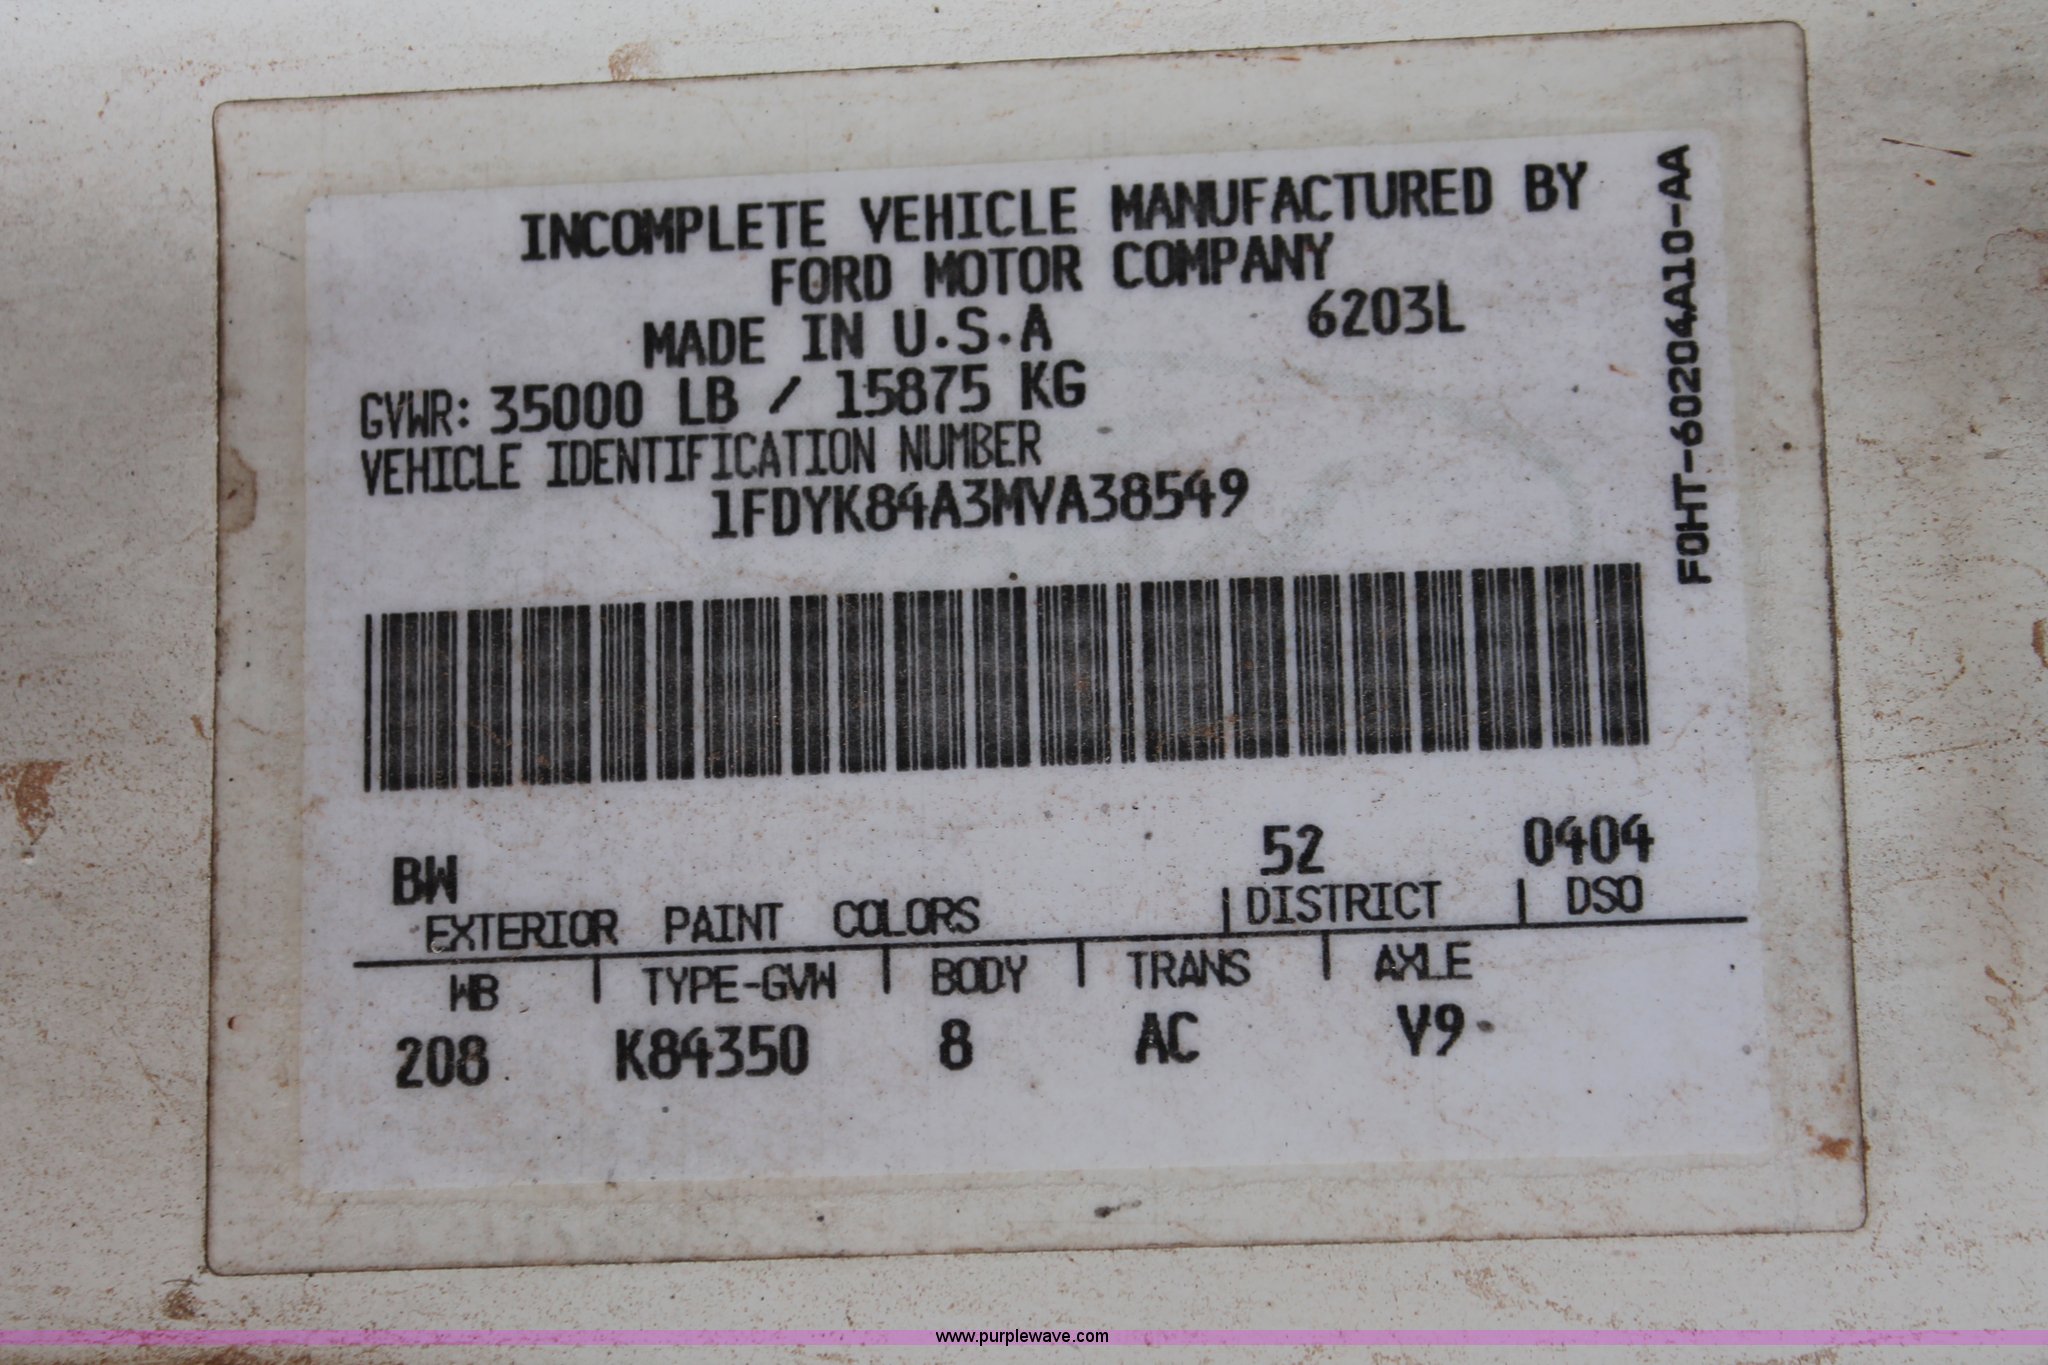 INCOMPLETE VEHICLE MANUFACTURED BY
FORD MOTOR COMPANY
MADE IN U.S.A 6203L
GVWR: 35000 LB / 15875 KG
VEHICLE IDENTIFICATION NUMBER
1FDYK84A3MVA38549
F0HT-60204A10-AA
BW 52 0404
EXTERIOR PAINT COLORS DISTRICT DSO
WB TYPE-GVW BODY TRANS AXLE
208 K84350 8 AC V9
www.purplewave.com